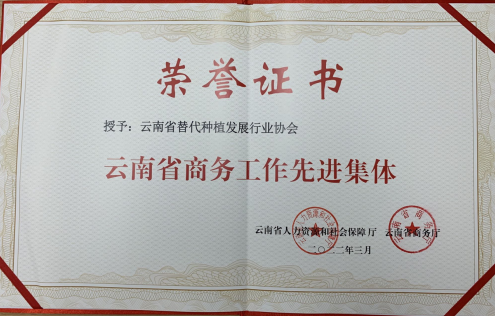 荣誉证书
授予：云南省替代种植发展行业协会
云南省商务工作先进集体
云南省人力资源和社会保障厅 云南省商务厅
二〇二二年三月